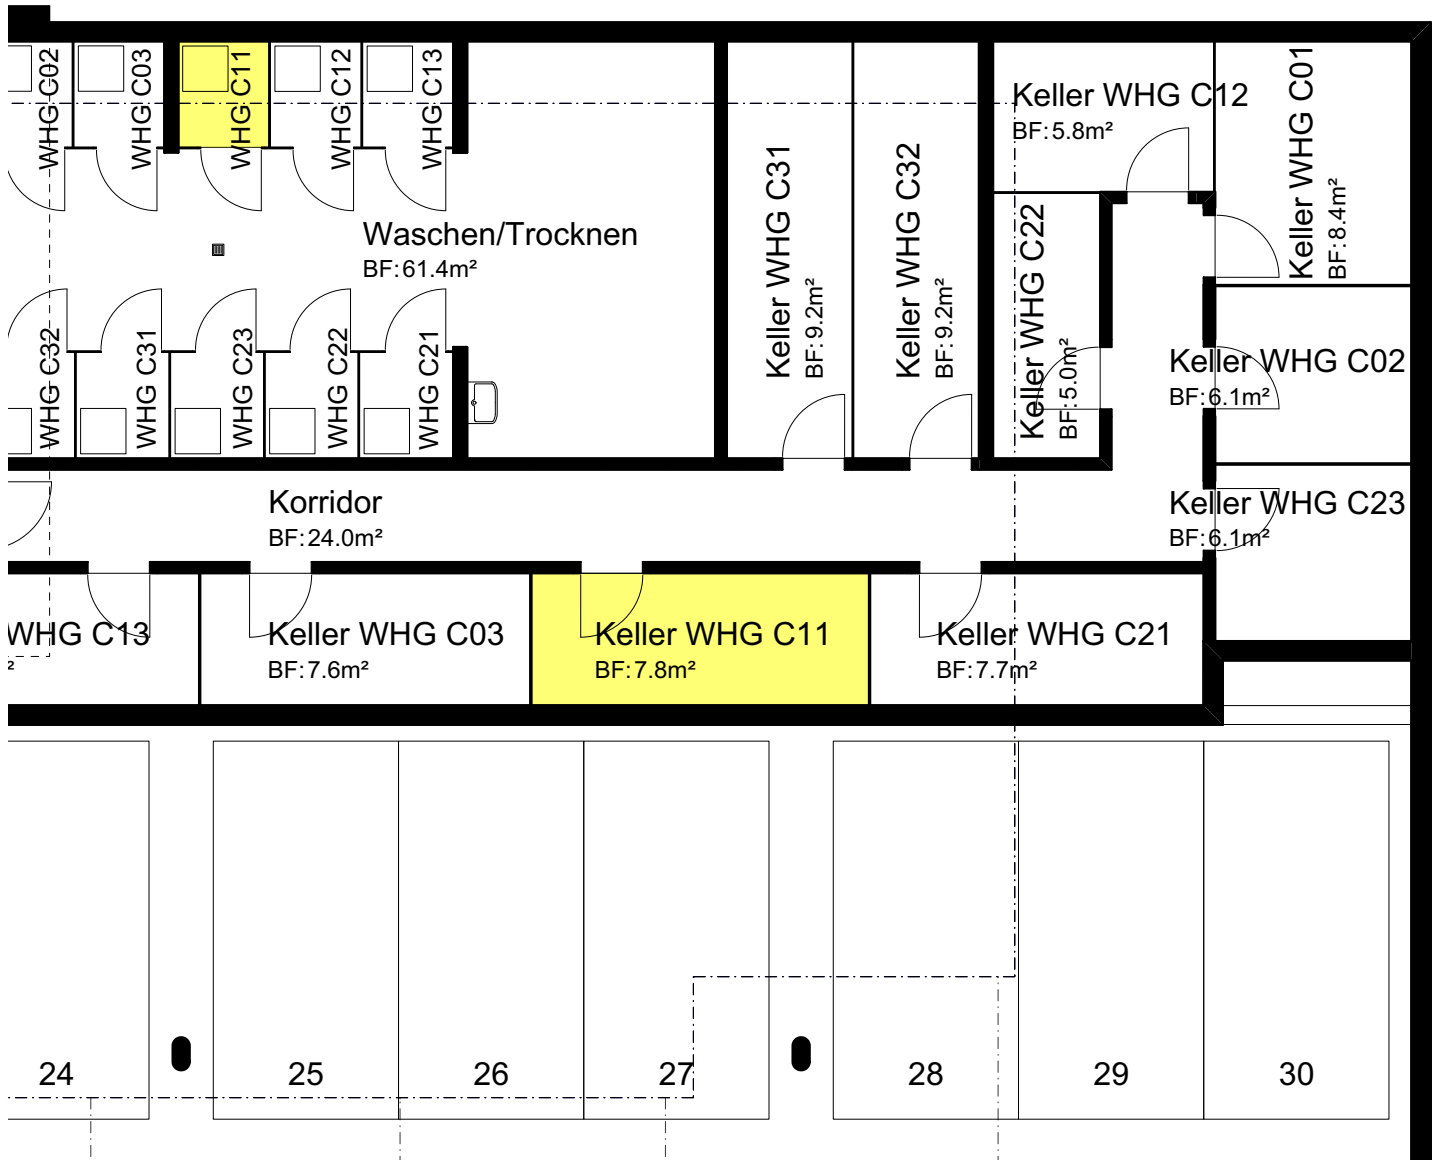 WHG C02
WHG C03
WHG C11
WHG C12
WHG C13
Waschen/Trocknen
BF: 61.4m²
WHG C32
WHG C31
WHG C23
WHG C22
WHG C21
Keller WHG C31
BF: 9.2m²
Keller WHG C32
BF: 9.2m²
Keller WHG C12
BF: 5.8m²
Keller WHG C01
BF: 8.4m²
Keller WHG C22
BF: 5.0m²
Keller WHG C02
BF: 6.1m²
Keller WHG C23
BF: 6.1m²
Korridor
BF: 24.0m²
WHG C13
²
Keller WHG C03
BF: 7.6m²
Keller WHG C11
BF: 7.8m²
Keller WHG C21
BF: 7.7m²
24
25
26
27
28
29
30